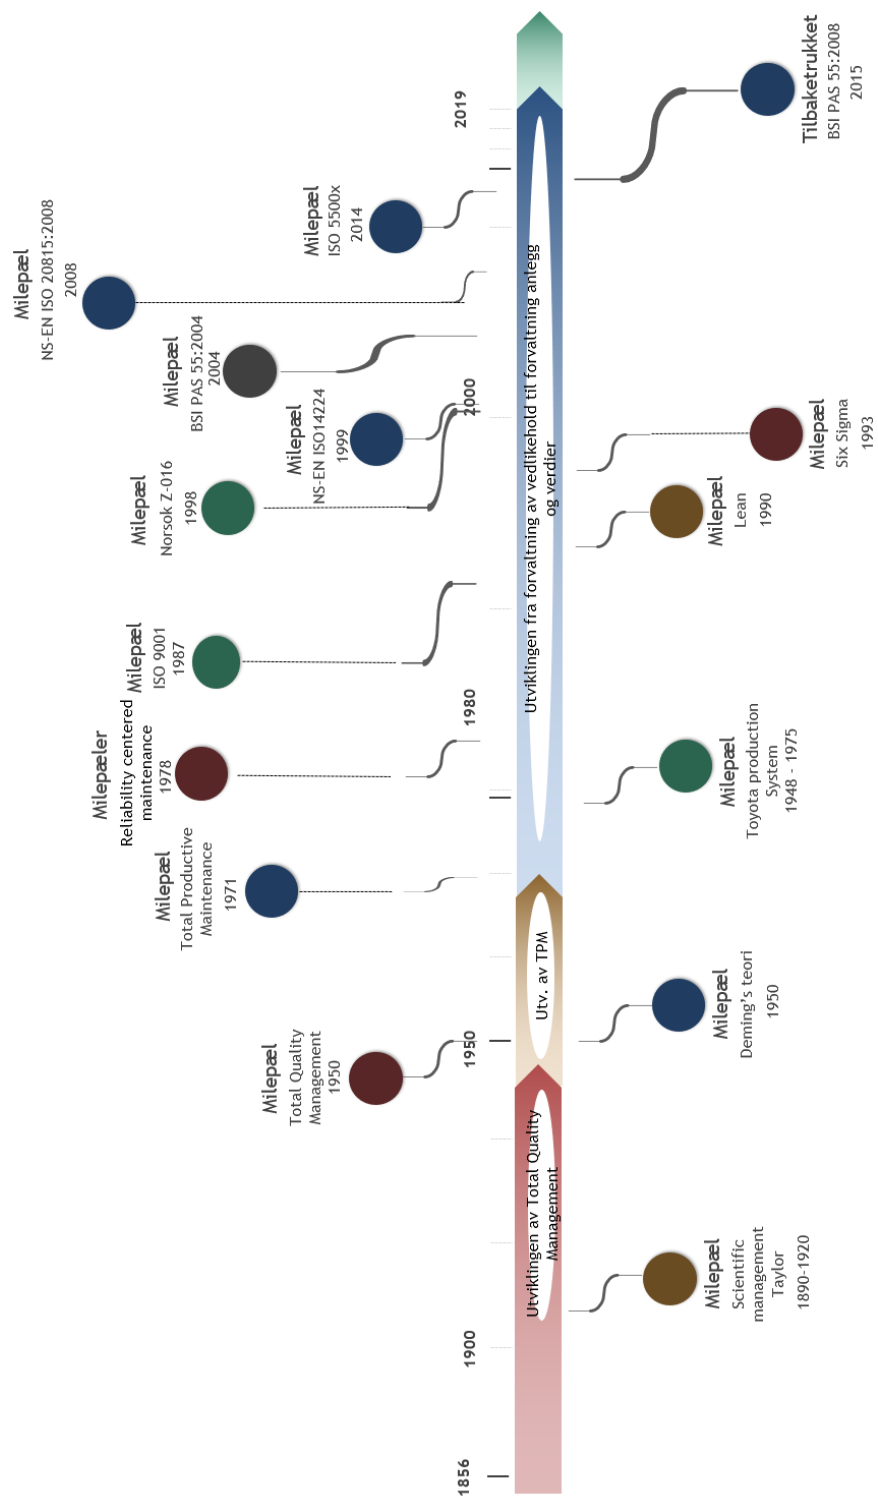 Milepæl
NS-EN ISO 20815:2008
2008
Milepæler
Reliability centered
maintenance
1978
Milepæl
Norsok Z-016
1998
Milepæl
ISO 9001
1987
Milepæl
Total Productive
Maintenance
1971
Milepæl
BSI PAS 55:2004
2004
Milepæl
Total Quality
Management
1950
Milepæl
NS-EN ISO14224
1999
Milepæl
ISO 5500x
2014
1856
1900
1950
1980
2000
2019
Utviklingen av Total Quality
Management
Utv. av TPM
Utviklingen fra forvaltning av vedlikehold til forvaltning anlegg
og verdier
Milepæl
Scientific
management
Taylor
1890-1920
Milepæl
Deming's teori
1950
Milepæl
Toyota production
System
1948 - 1975
Milepæl
Lean
1990
Milepæl
Six Sigma
1993
Tilbaketrukket
BSI PAS 55:2008
2015